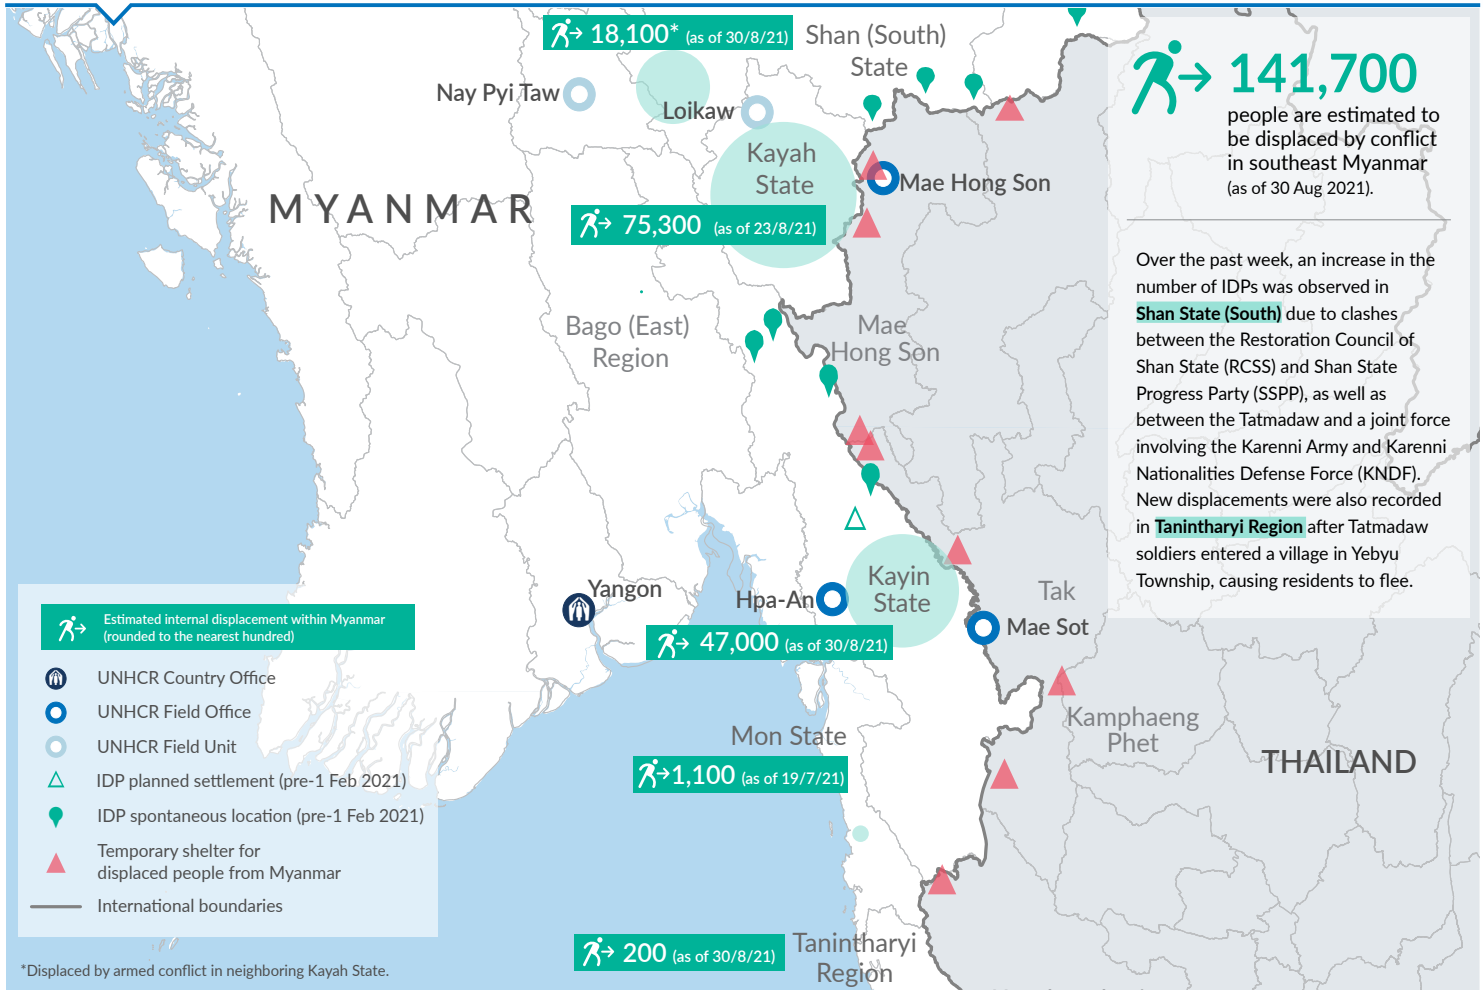 18,100* (as of 30/8/21)
Shan (South)
State
Nay Pyi Taw
Loikaw
Kayah
State
Mae Hong Son
MYANMAR
75,300 (as of 23/8/21)
Bago (East)
Region
Mae
Hong Son
141,700
people are estimated to
be displaced by conflict
in southeast Myanmar
(as of 30 Aug 2021).
Over the past week, an increase in the
number of IDPs was observed in
Shan State (South) due to clashes
between the Restoration Council of
Shan State (RCSS) and Shan State
Progress Party (SSPP), as well as
between the Tatmadaw and a joint force
involving the Karenni Army and Karenni
Nationalities Defense Force (KNDF).
New displacements were also recorded
in Tanintharyi Region after Tatmadaw
soldiers entered a village in Yebyu
Township, causing residents to flee.
Yangon
Hpa-An
Kayin
State
Tak
Mae Sot
47,000 (as of 30/8/21)
Kamphaeng
Phet
THAILAND
Mon State
1,100 (as of 19/7/21)
200 (as of 30/8/21)
Tanintharyi
Region
Estimated internal displacement within Myanmar
(rounded to the nearest hundred)
UNHCR Country Office
UNHCR Field Office
UNHCR Field Unit
IDP planned settlement (pre-1 Feb 2021)
IDP spontaneous location (pre-1 Feb 2021)
Temporary shelter for
displaced people from Myanmar
International boundaries
*Displaced by armed conflict in neighboring Kayah State.